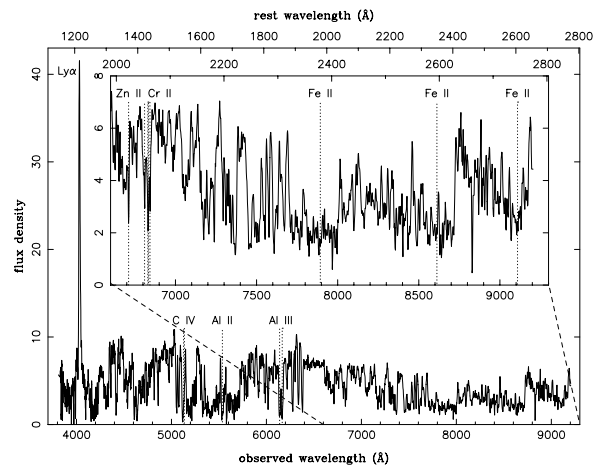 rest wavelength (Å)
1200 1400 1600 1800 2000 2200 2400 2600 2800
2000 2200 2400 2600
Lyα
Zn II Cr II Fe II Fe II Fe II
40
30
20
10
0
8
6
4
2
0
7000 7500 8000 8500 9000
flux density
C IV Al II Al III
4000 5000 6000 7000 8000 9000
observed wavelength (Å)